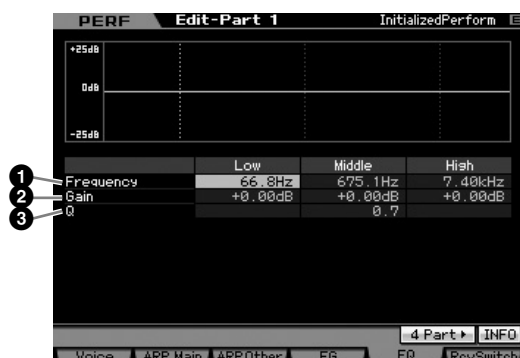 PERF Edit-Part 1 InitializedPerform
+25dB
0dB
-25dB
Low Middle High
1 Frequency 66.8Hz 675.1Hz 7.40kHz
2 Gain +0.00dB +0.00dB +0.00dB
3 Q 0.7
4 Part INFO
Voice ARP Main ARP Other EG EQ RcvSwitch